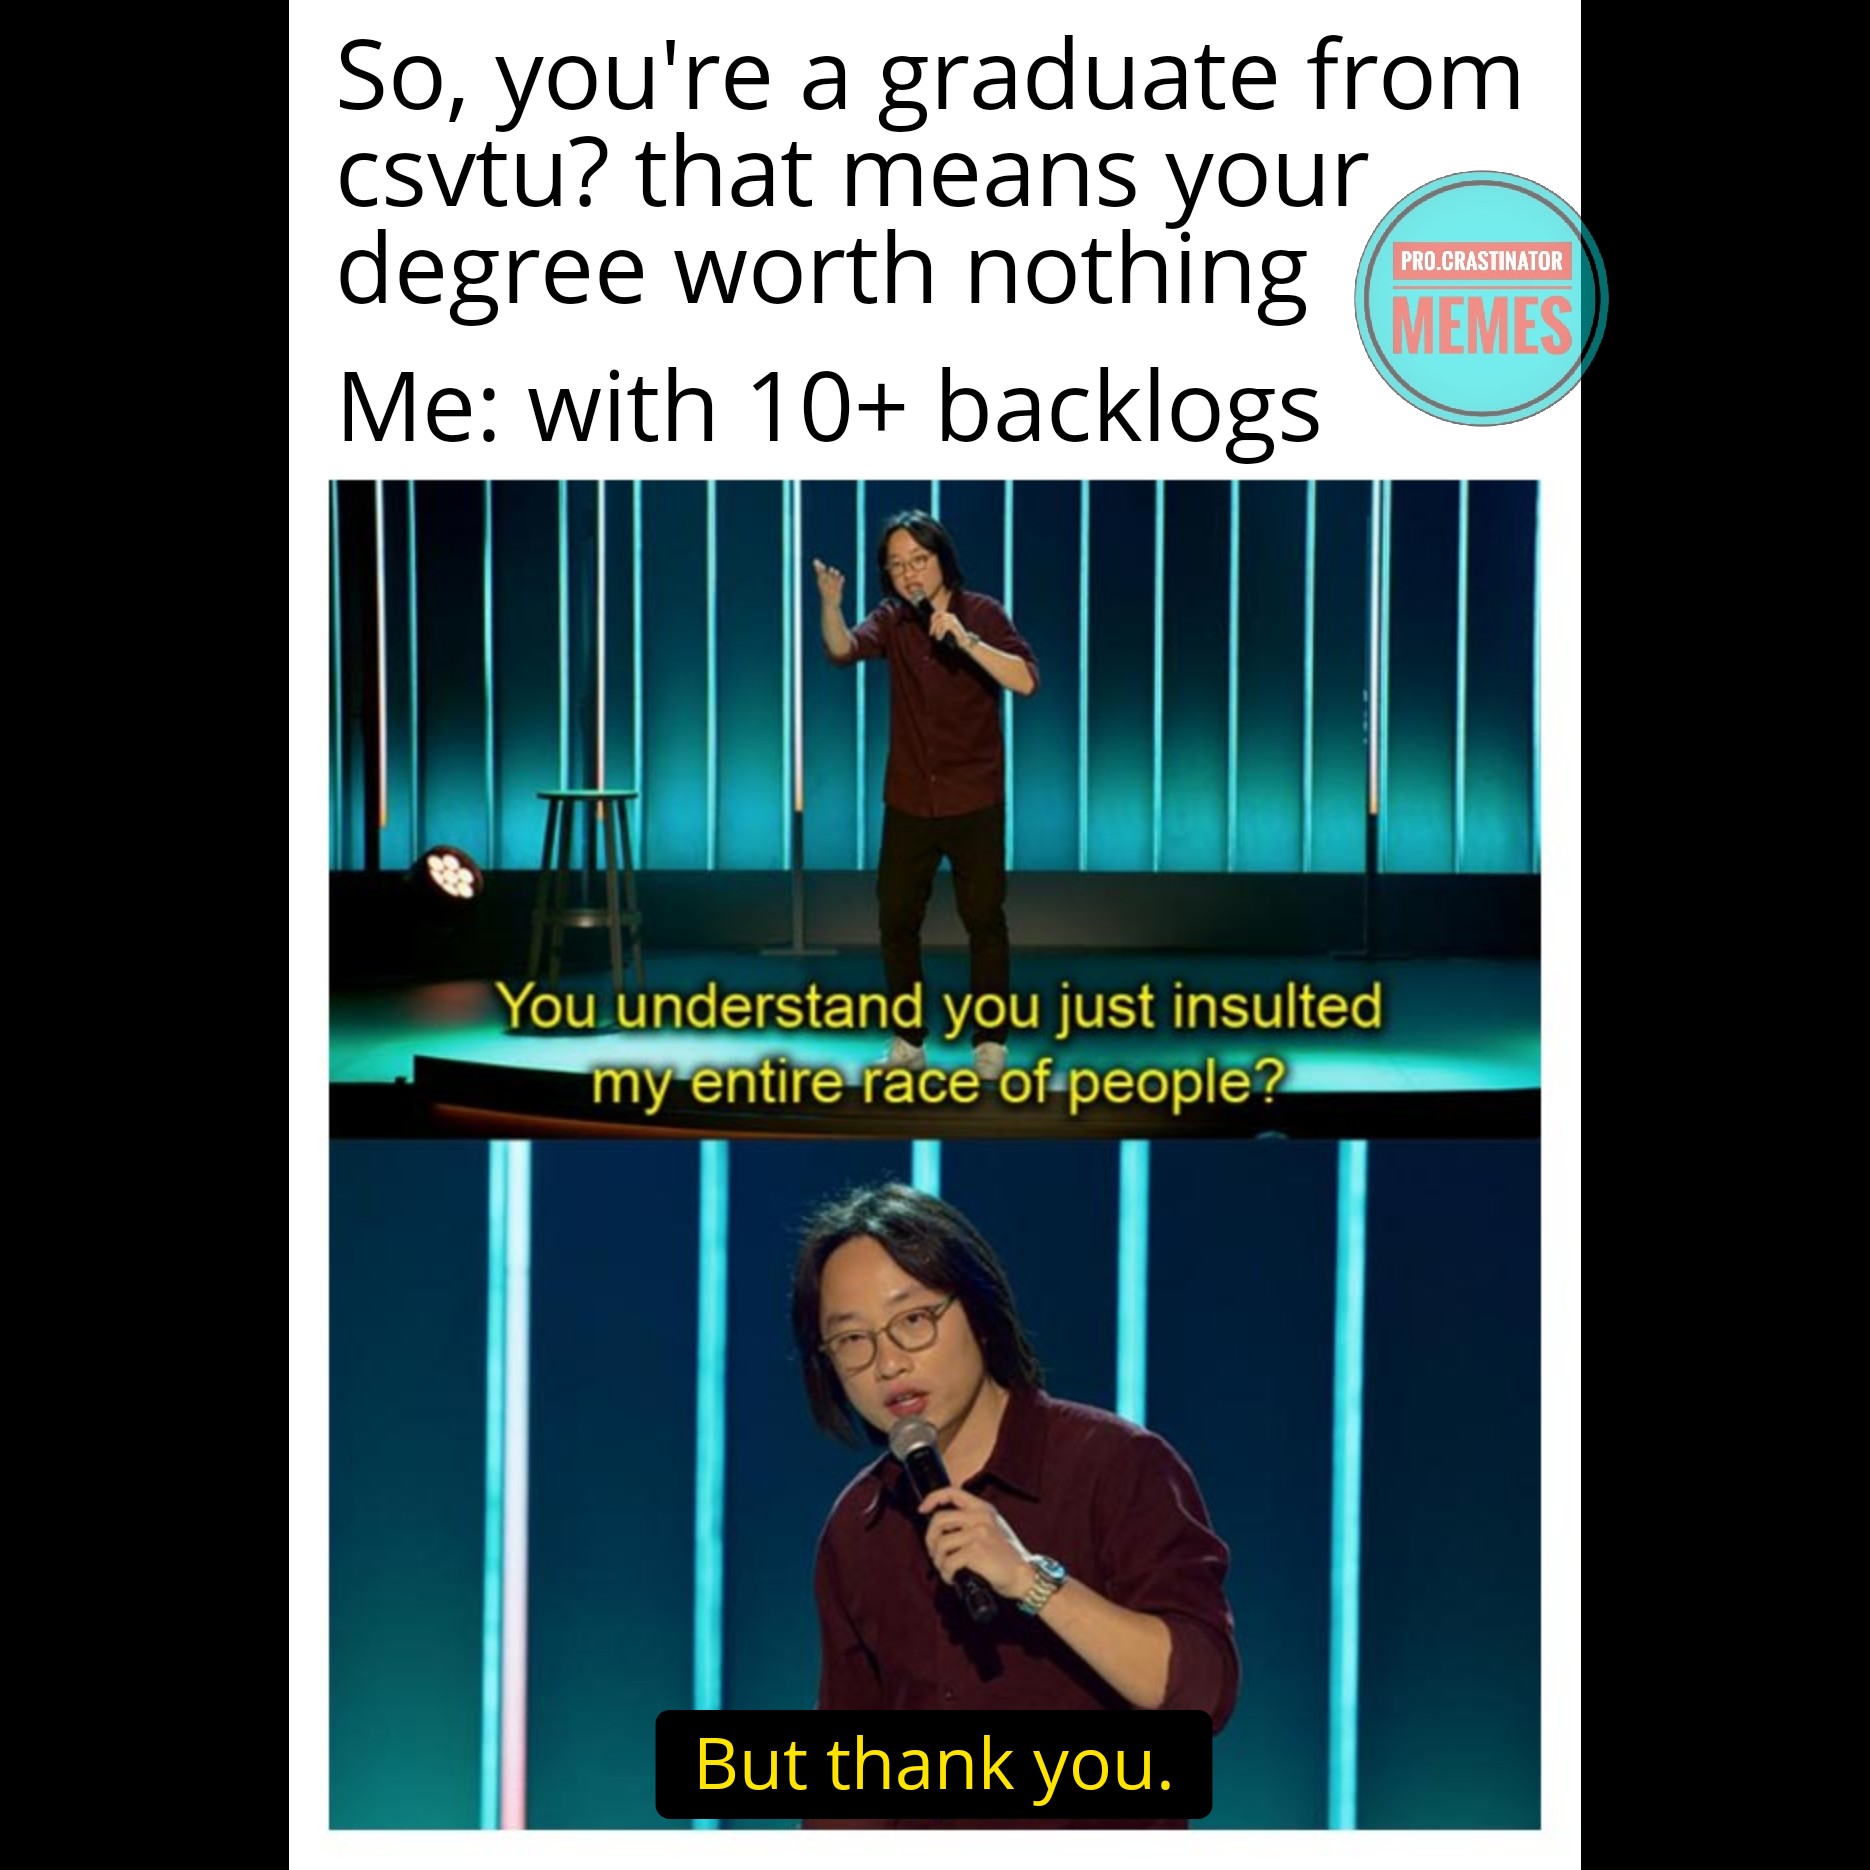 So, you're a graduate from
csvtu? that means your
degree worth nothing
PRO.CRASTINATOR
MEMES
Me: with 10+ backlogs
You understand you just insulted
my entire race of people?
But thank you.